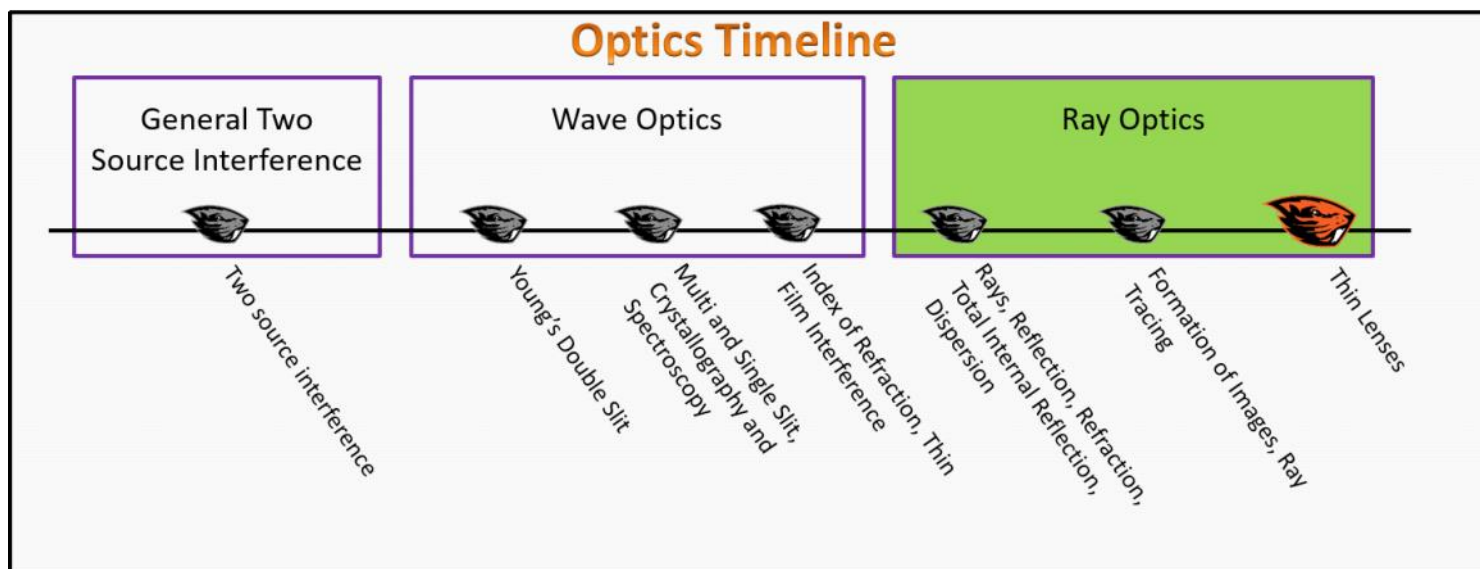 Optics Timeline
General Two
Source Interference
Wave Optics
Ray Optics
Two source interference
Young’s Double Slit
Multi and Single Slit,
Crystallography and
Spectroscopy
Index of Refraction, Thin
Film Interference
Rays, Reflection, Refraction,
Total Internal Reflection,
Dispersion
Formation of Images, Ray
Tracing
Thin Lenses